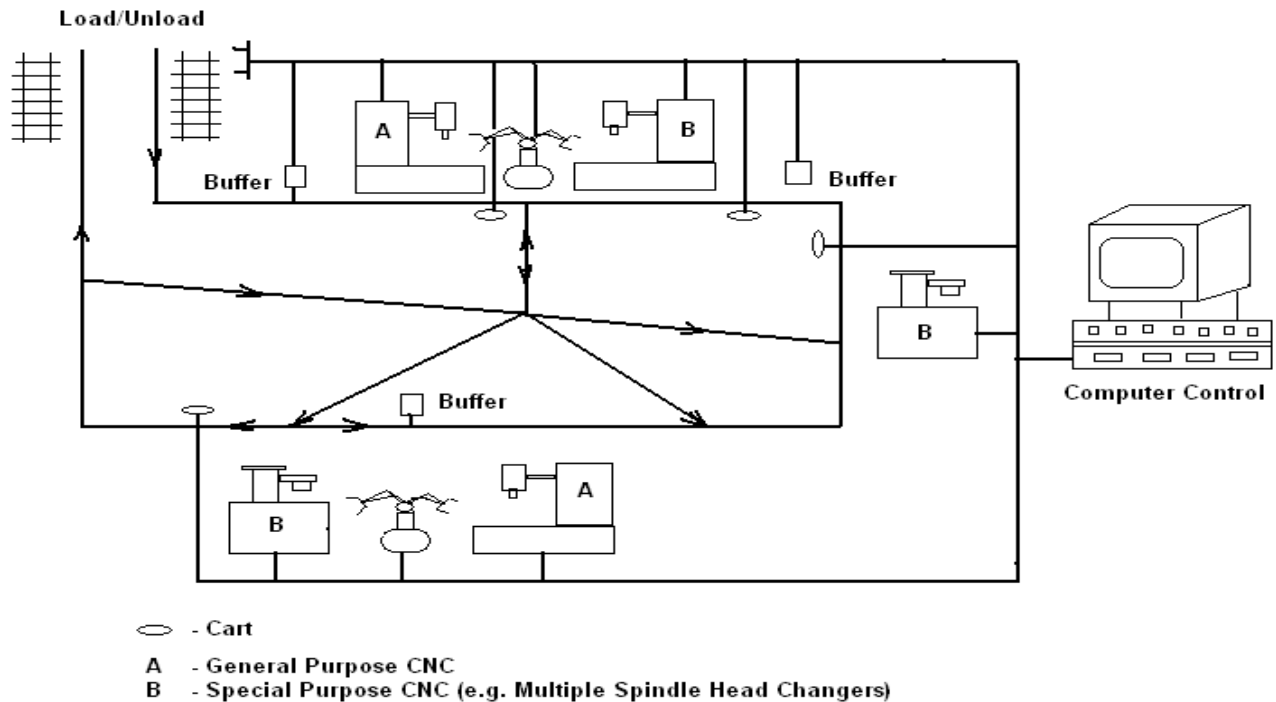 Load/Unload
A
B
Buffer
Buffer
B
Computer Control
Buffer
A
B
- Cart
A - General Purpose CNC
B - Special Purpose CNC (e.g. Multiple Spindle Head Changers)